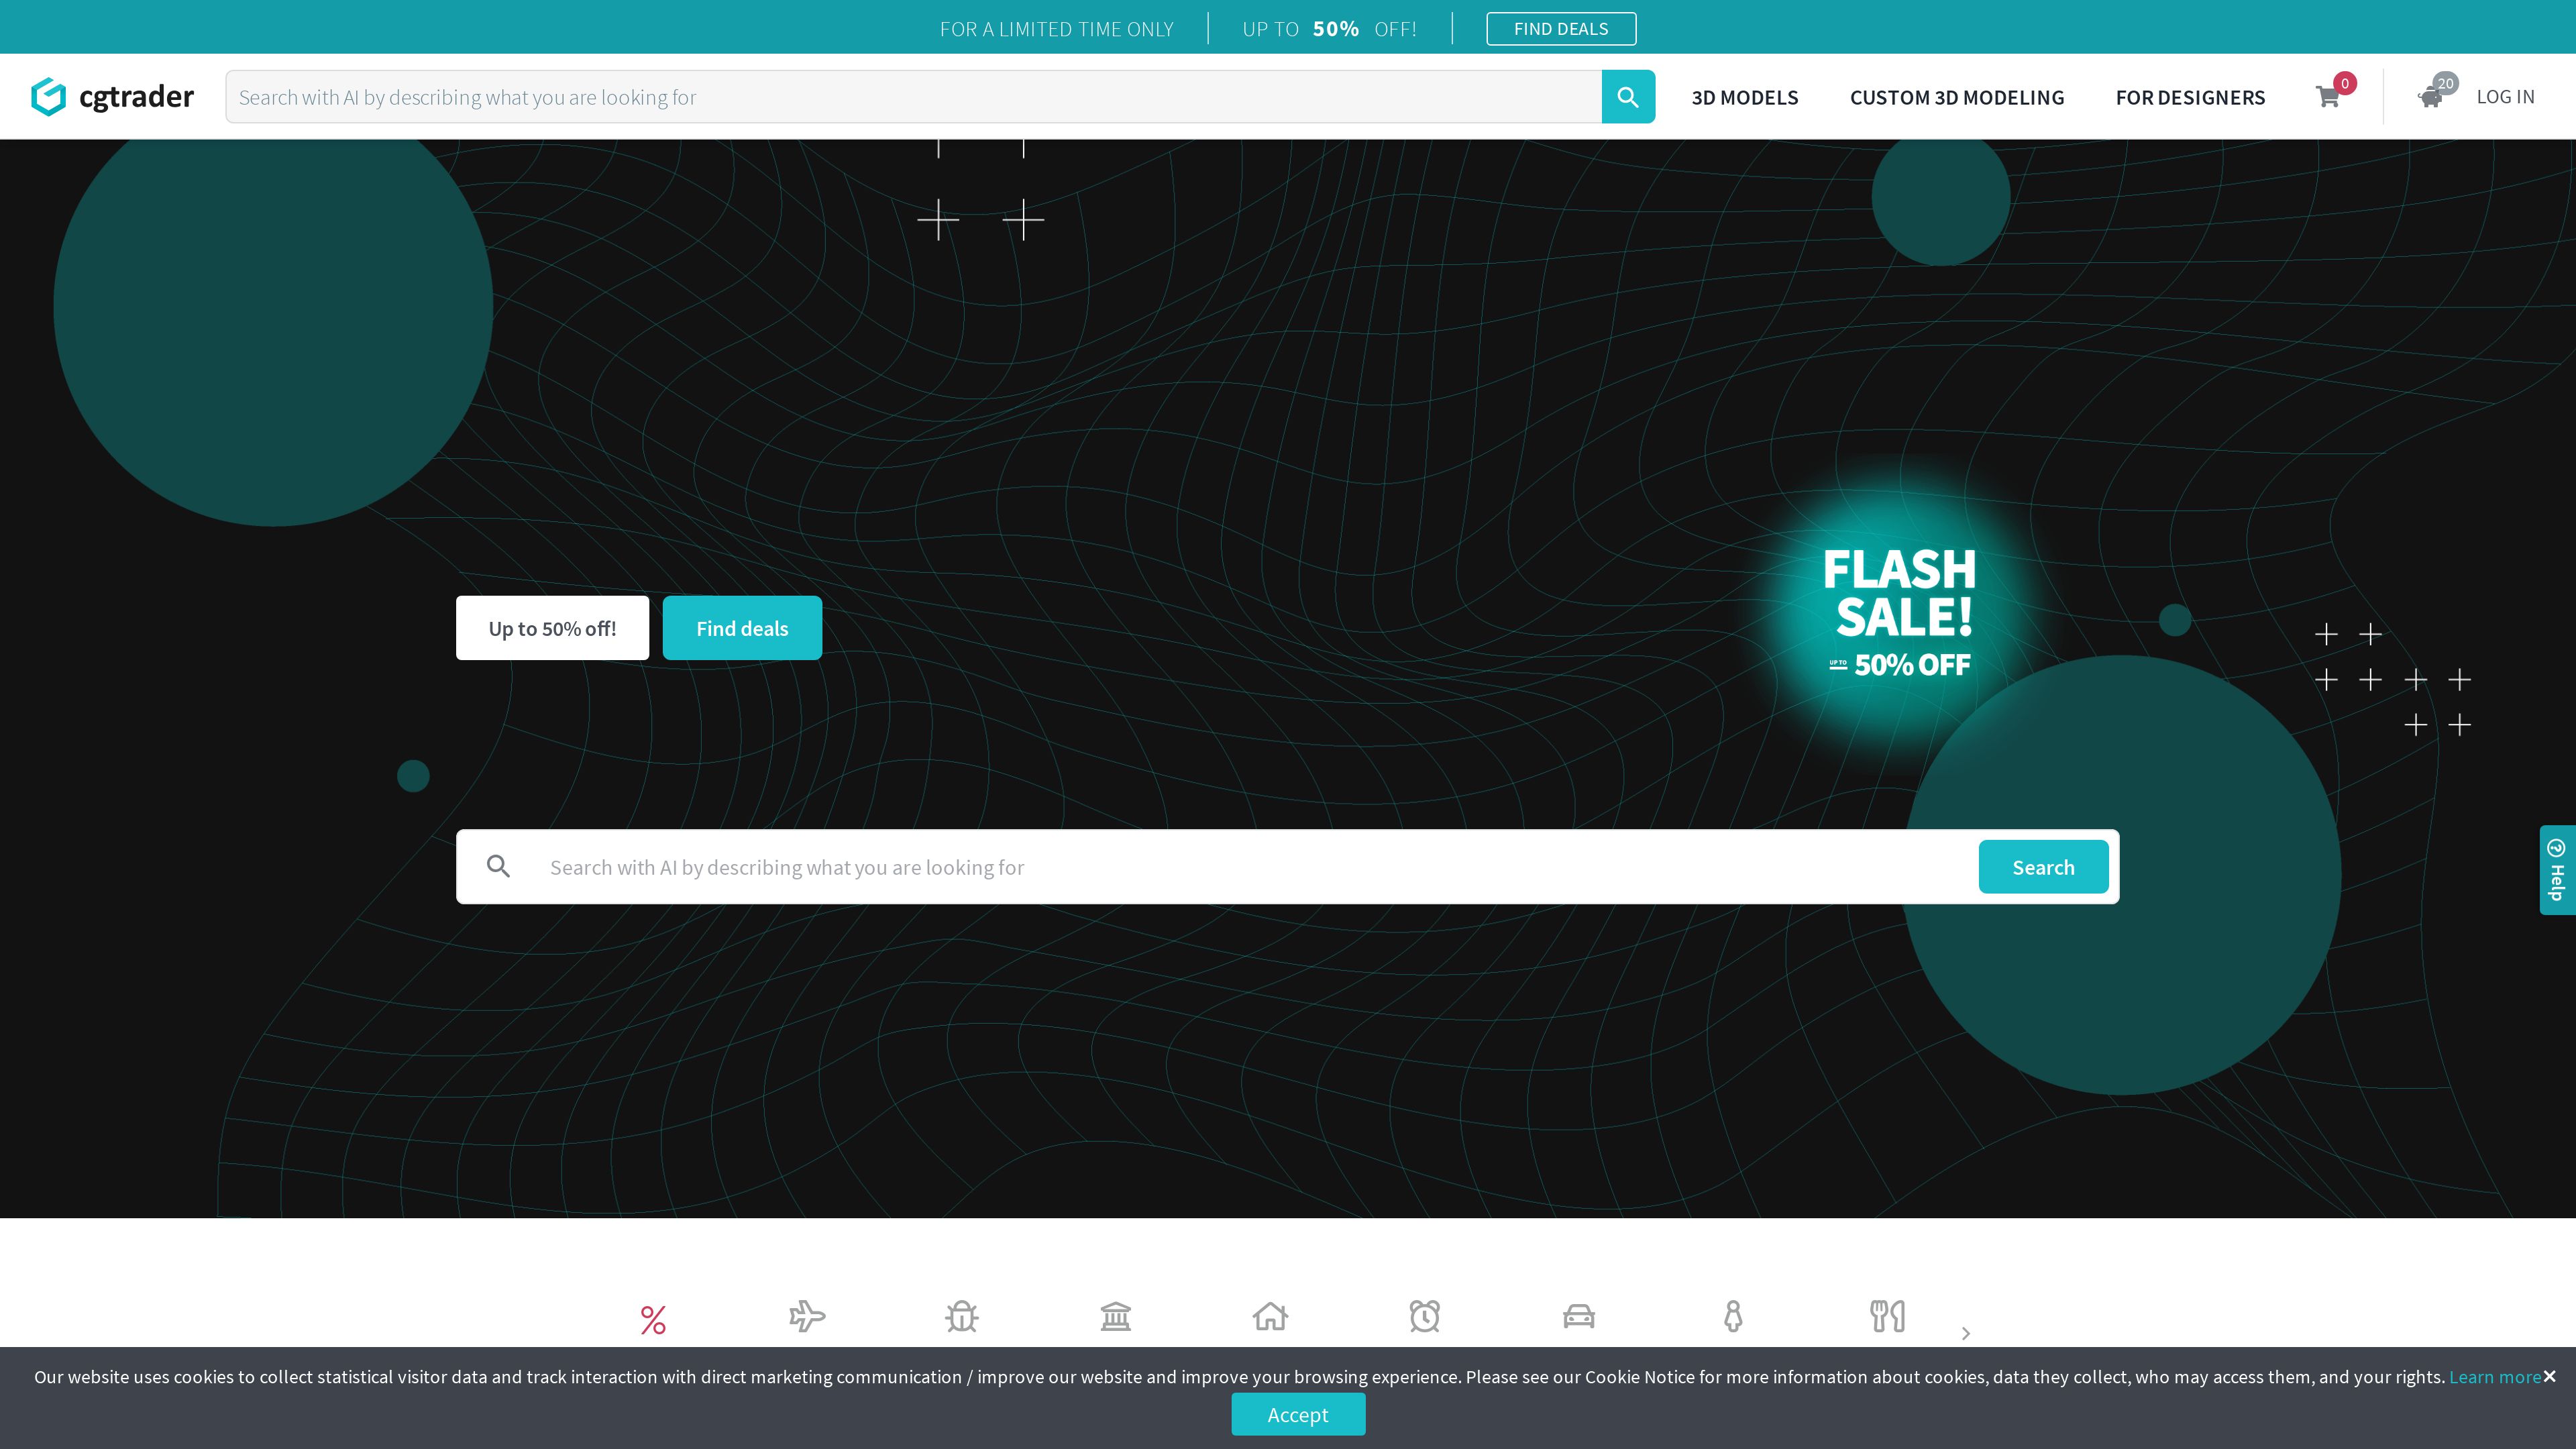 FOR A LIMITED TIME ONLY UP TO 50% OFF! FIND DEALS
cgtrader Search with AI by describing what you are looking for 3D MODELS CUSTOM 3D MODELING FOR DESIGNERS 0 20 LOG IN
FLASH
SALE!
UP TO 50% OFF
Up to 50% off! Find deals
Search with AI by describing what you are looking for Search
Help
Our website uses cookies to collect statistical visitor data and track interaction with direct marketing communication / improve our website and improve your browsing experience. Please see our Cookie Notice for more information about cookies, data they collect, who may access them, and your rights. Learn more
Accept